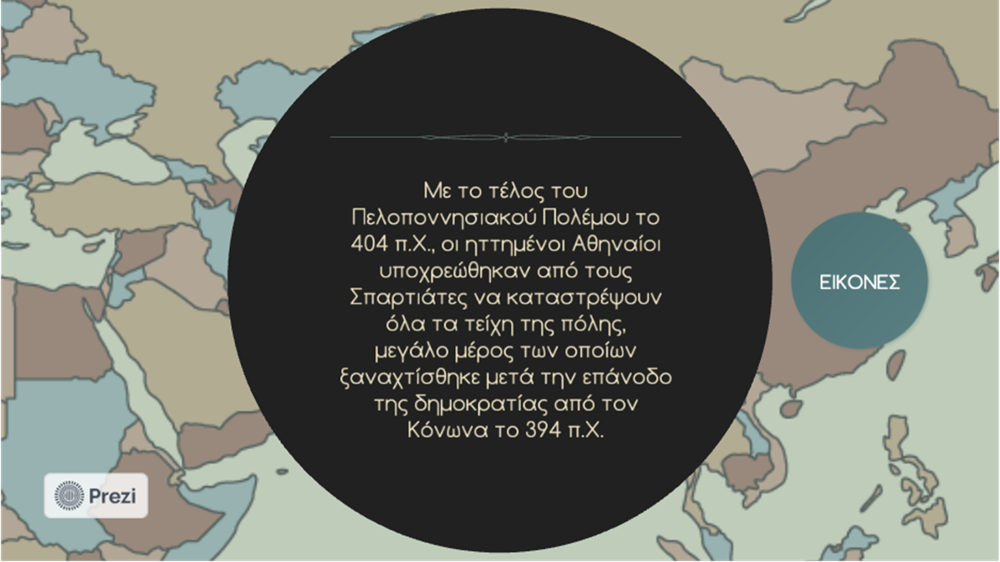 Με το τέλος του
Πελοποννησιακού Πολέμου το
404 π.Χ., οι ηττημένοι Αθηναίοι
υποχρεώθηκαν από τους
Σπαρτιάτες να καταστρέψουν
όλα τα τείχη της πόλης,
μεγάλο μέρος των οποίων
ξαναχτίσθηκε μετά την επάνοδο
της δημοκρατίας από τον
Κόνωνα το 394 π.Χ.
ΕΙΚΟΝΕΣ
Prezi